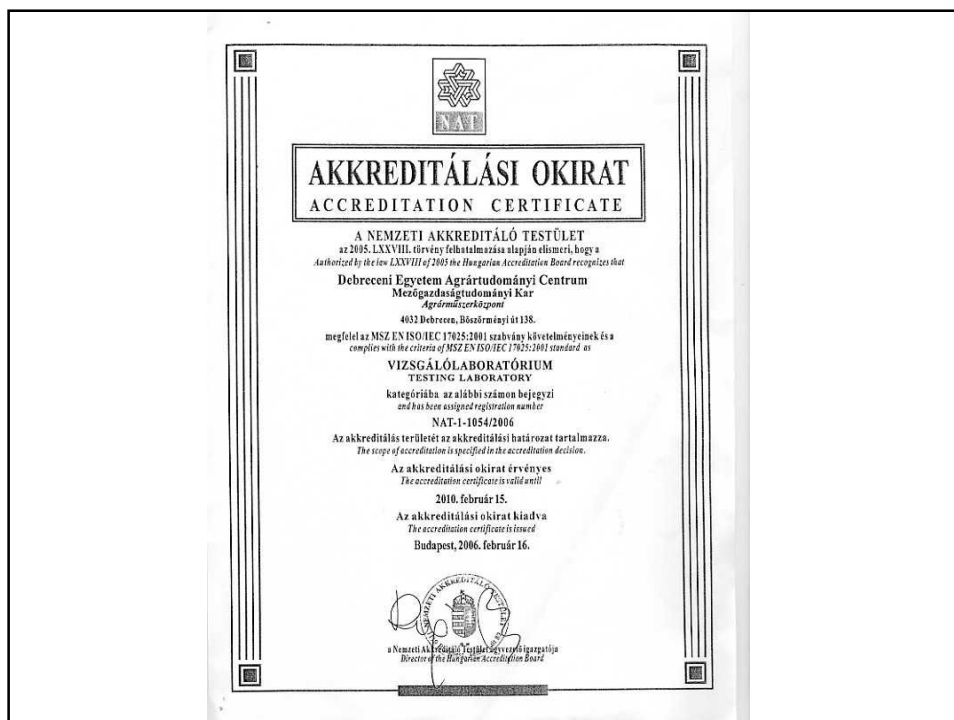 NAT
AKKREDITÁLÁSI OKIRAT
ACCREDITATION CERTIFICATE
A NEMZETI AKKREDITÁLÓ TESTÜLET
az 2005. LXXVIII. törvény felhatalmazása alapján elismeri, hogy a
Authorized by the law LXXVIII of 2005 the Hungarian Accreditation Board recognizes that
Debreceni Egyetem Agrártudományi Centrum
Mezőgazdaságtudományi Kar
Agrárműszerközpont
4032 Debrecen, Böszörményi út 138.
megfelel az MSZ EN ISO/IEC 17025:2001 szabvány követelményeinek és a
complies with the criteria of MSZ EN ISO/IEC 17025:2001 standard as
VIZSGÁLÓLABORATÓRIUM
TESTING LABORATORY
kategóriába az alábbi számon bejegyzi
and has been assigned registration number
NAT-1-1054/2006
Az akkreditálás területét az akkreditálási határozat tartalmazza.
The scope of accreditation is specified in the accreditation decision.
Az akkreditálási okirat érvényes
The accreditation certificate is valid until
2010. február 15.
Az akkreditálási okirat kiadva
The accreditation certificate is issued
Budapest, 2006. február 16.
NEMZETI AKKREDITÁLÓ TESTÜLET
a Nemzeti Akkreditáló Testület ügyvezető igazgatója
Director of the Hungarian Accreditation Board